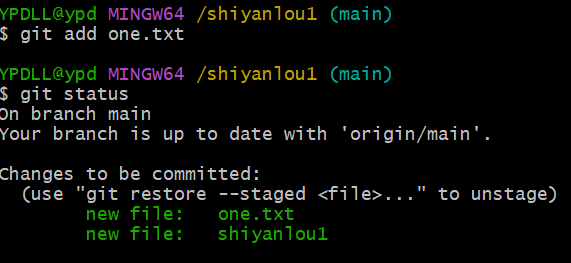 YPDLL@ypd MINGW64 /shiyanlou1 (main)
$ git add one.txt
YPDLL@ypd MINGW64 /shiyanlou1 (main)
$ git status
On branch main
Your branch is up to date with 'origin/main'.
Changes to be committed:
  (use "git restore --staged <file>..." to unstage)
        new file:   one.txt
        new file:   shiyanlou1